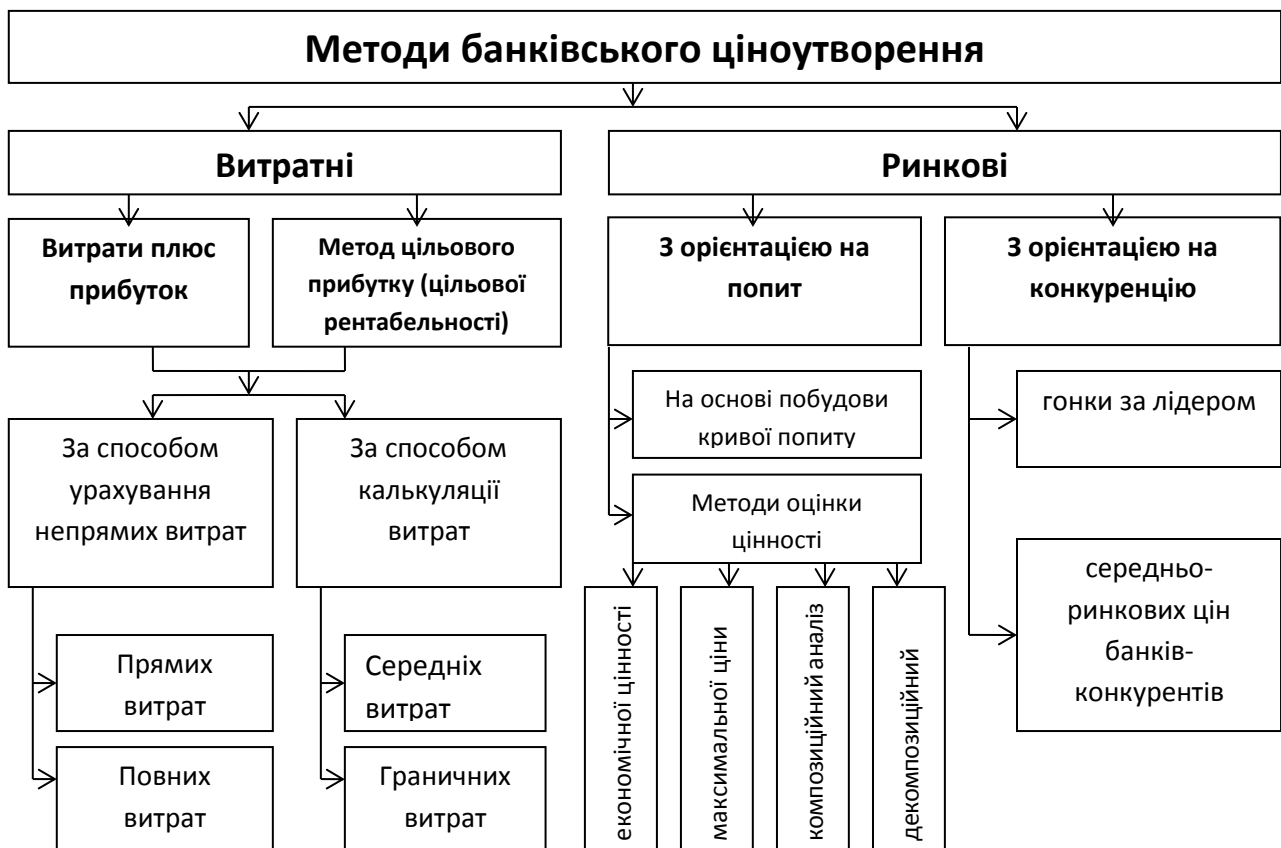 Методи банківського ціноутворення
Витратні
Ринкові
Витрати плюс
прибуток
Метод цільового
прибутку (цільової
рентабельності)
З орієнтацією на
попит
З орієнтацією на
конкуренцію
За способом
урахування
непрямих витрат
За способом
калькуляції
витрат
На основі побудови
кривої попиту
Методи оцінки
цінності
гонки за лідером
середньо-
ринкових цін
банків-
конкурентів
Прямих
витрат
Повних
витрат
Середніх
витрат
Граничних
витрат
економічної цінності
максимальної ціни
композиційний аналіз
декомпозиційний